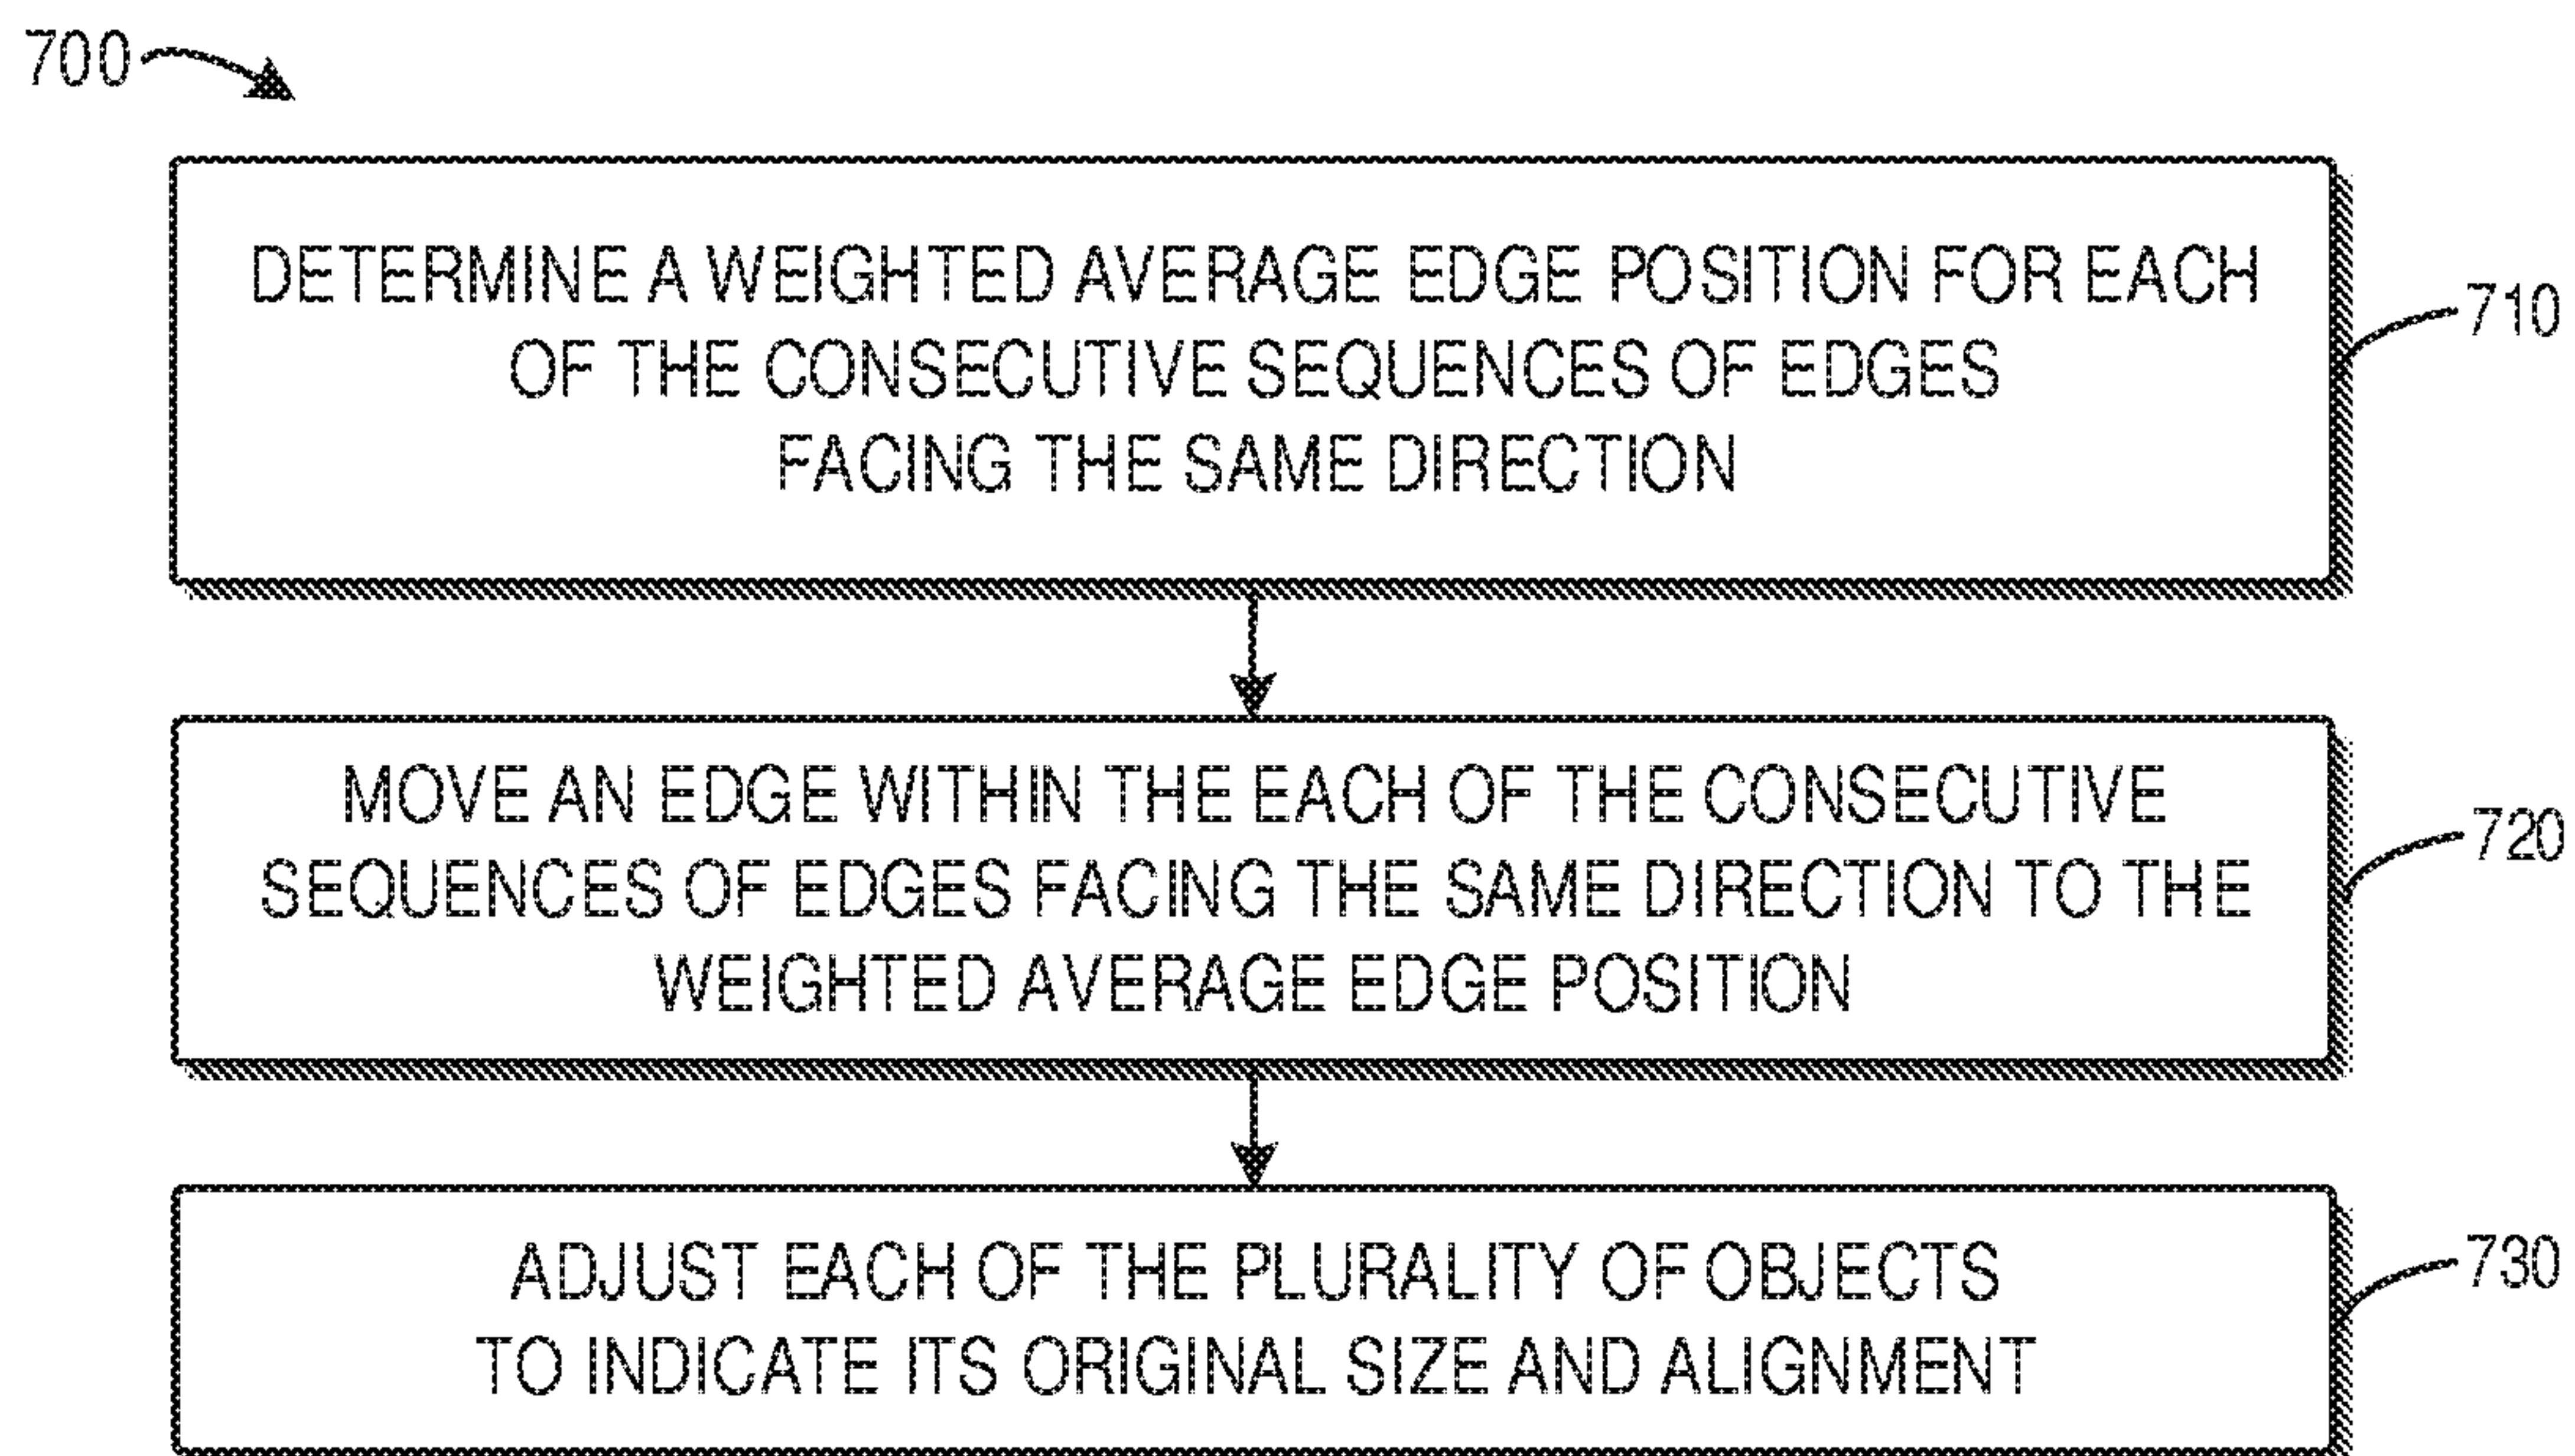 700
DETERMINE A WEIGHTED AVERAGE EDGE POSITION FOR EACH
OF THE CONSECUTIVE SEQUENCES OF EDGES
FACING THE SAME DIRECTION
710
MOVE AN EDGE WITHIN THE EACH OF THE CONSECUTIVE
SEQUENCES OF EDGES FACING THE SAME DIRECTION TO THE
WEIGHTED AVERAGE EDGE POSITION
720
ADJUST EACH OF THE PLURALITY OF OBJECTS
TO INDICATE ITS ORIGINAL SIZE AND ALIGNMENT
730